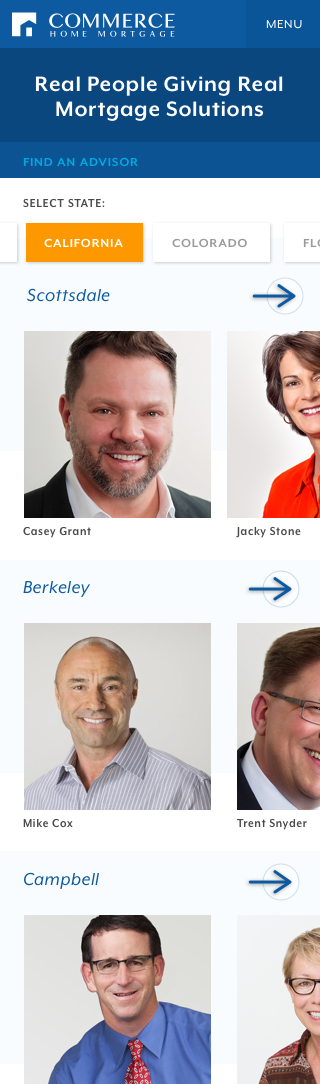 COMMERCE
HOME MORTGAGE
MENU
Real People Giving Real
Mortgage Solutions
FIND AN ADVISOR
SELECT STATE:
CALIFORNIA
COLORADO
FL
Scottsdale
Casey Grant
Jacky Stone
Berkeley
Mike Cox
Trent Snyder
Campbell